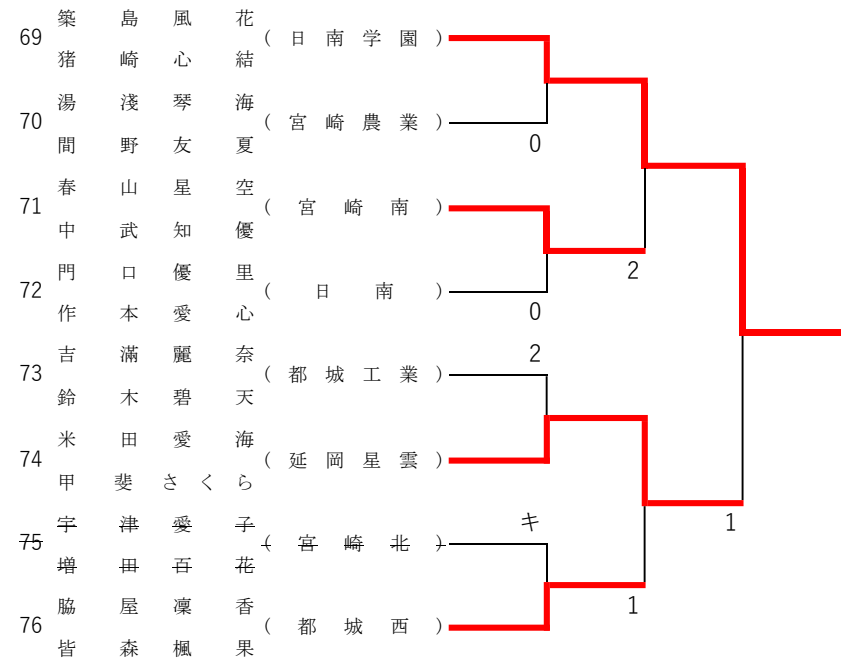 築島風花
69 (日南学園)
猪崎心結
湯淺琴海
70 (宮崎農業)
間野友夏
0
春山星空
71 (宮崎南)
中武知優
2
門口優里
72 (日南)
作本愛心
0
吉滿麗奈
2
73 (都城工業)
鈴木碧天
米田愛海
74 (延岡星雲)
甲斐さくら
宇津愛子
キ
1
75 (宮崎北)
増田百花
脇屋凜香
1
76 (都城西)
皆森楓果